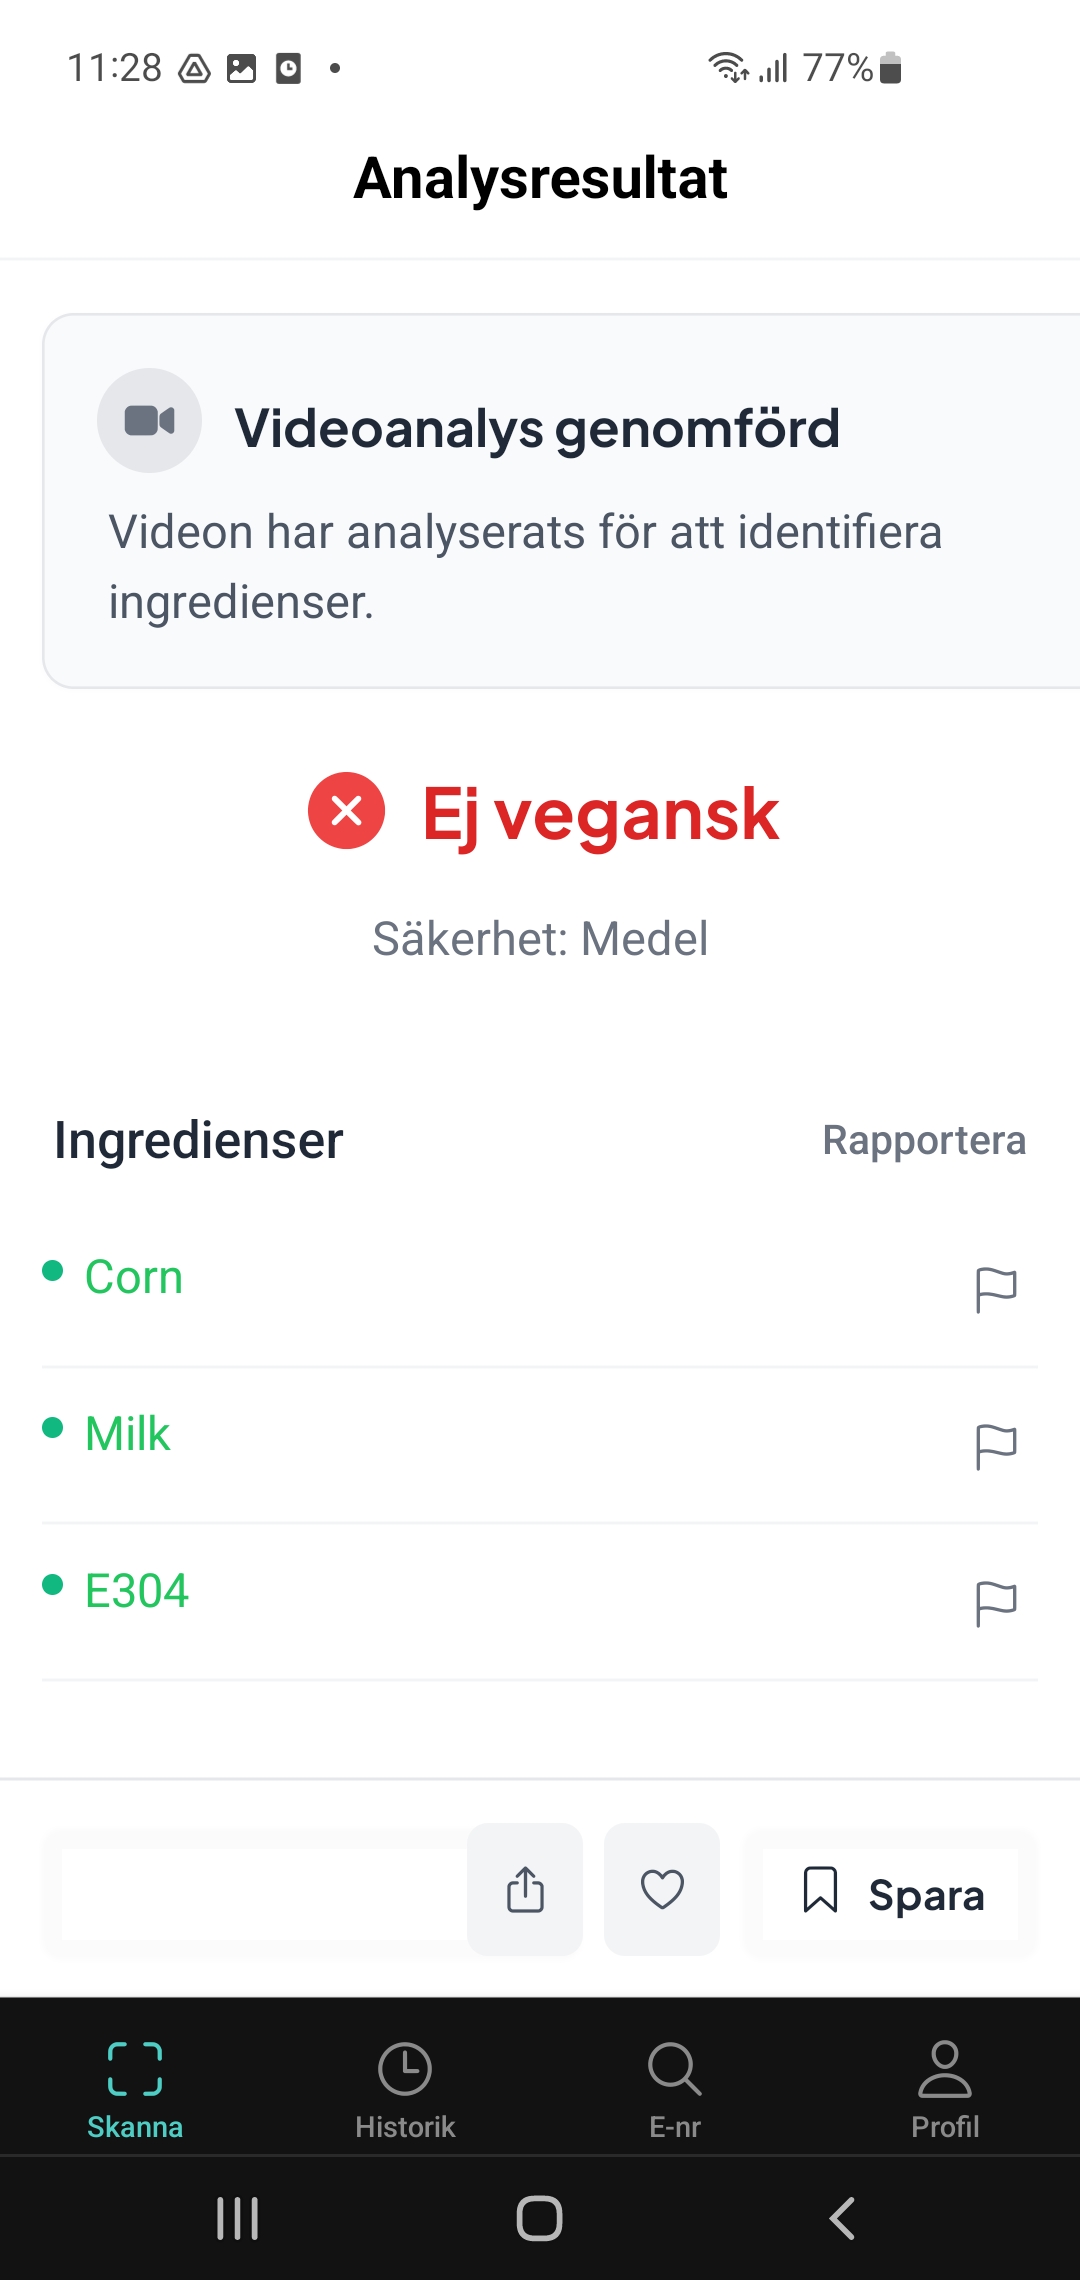 11:28
77%
Analysresultat
Videoanalys genomförd
Videon har analyserats för att identifiera
ingredienser.
Ej vegansk
Säkerhet: Medel
Ingredienser
Rapportera
Corn
Milk
E304
Spara
Skanna
Historik
E-nr
Profil